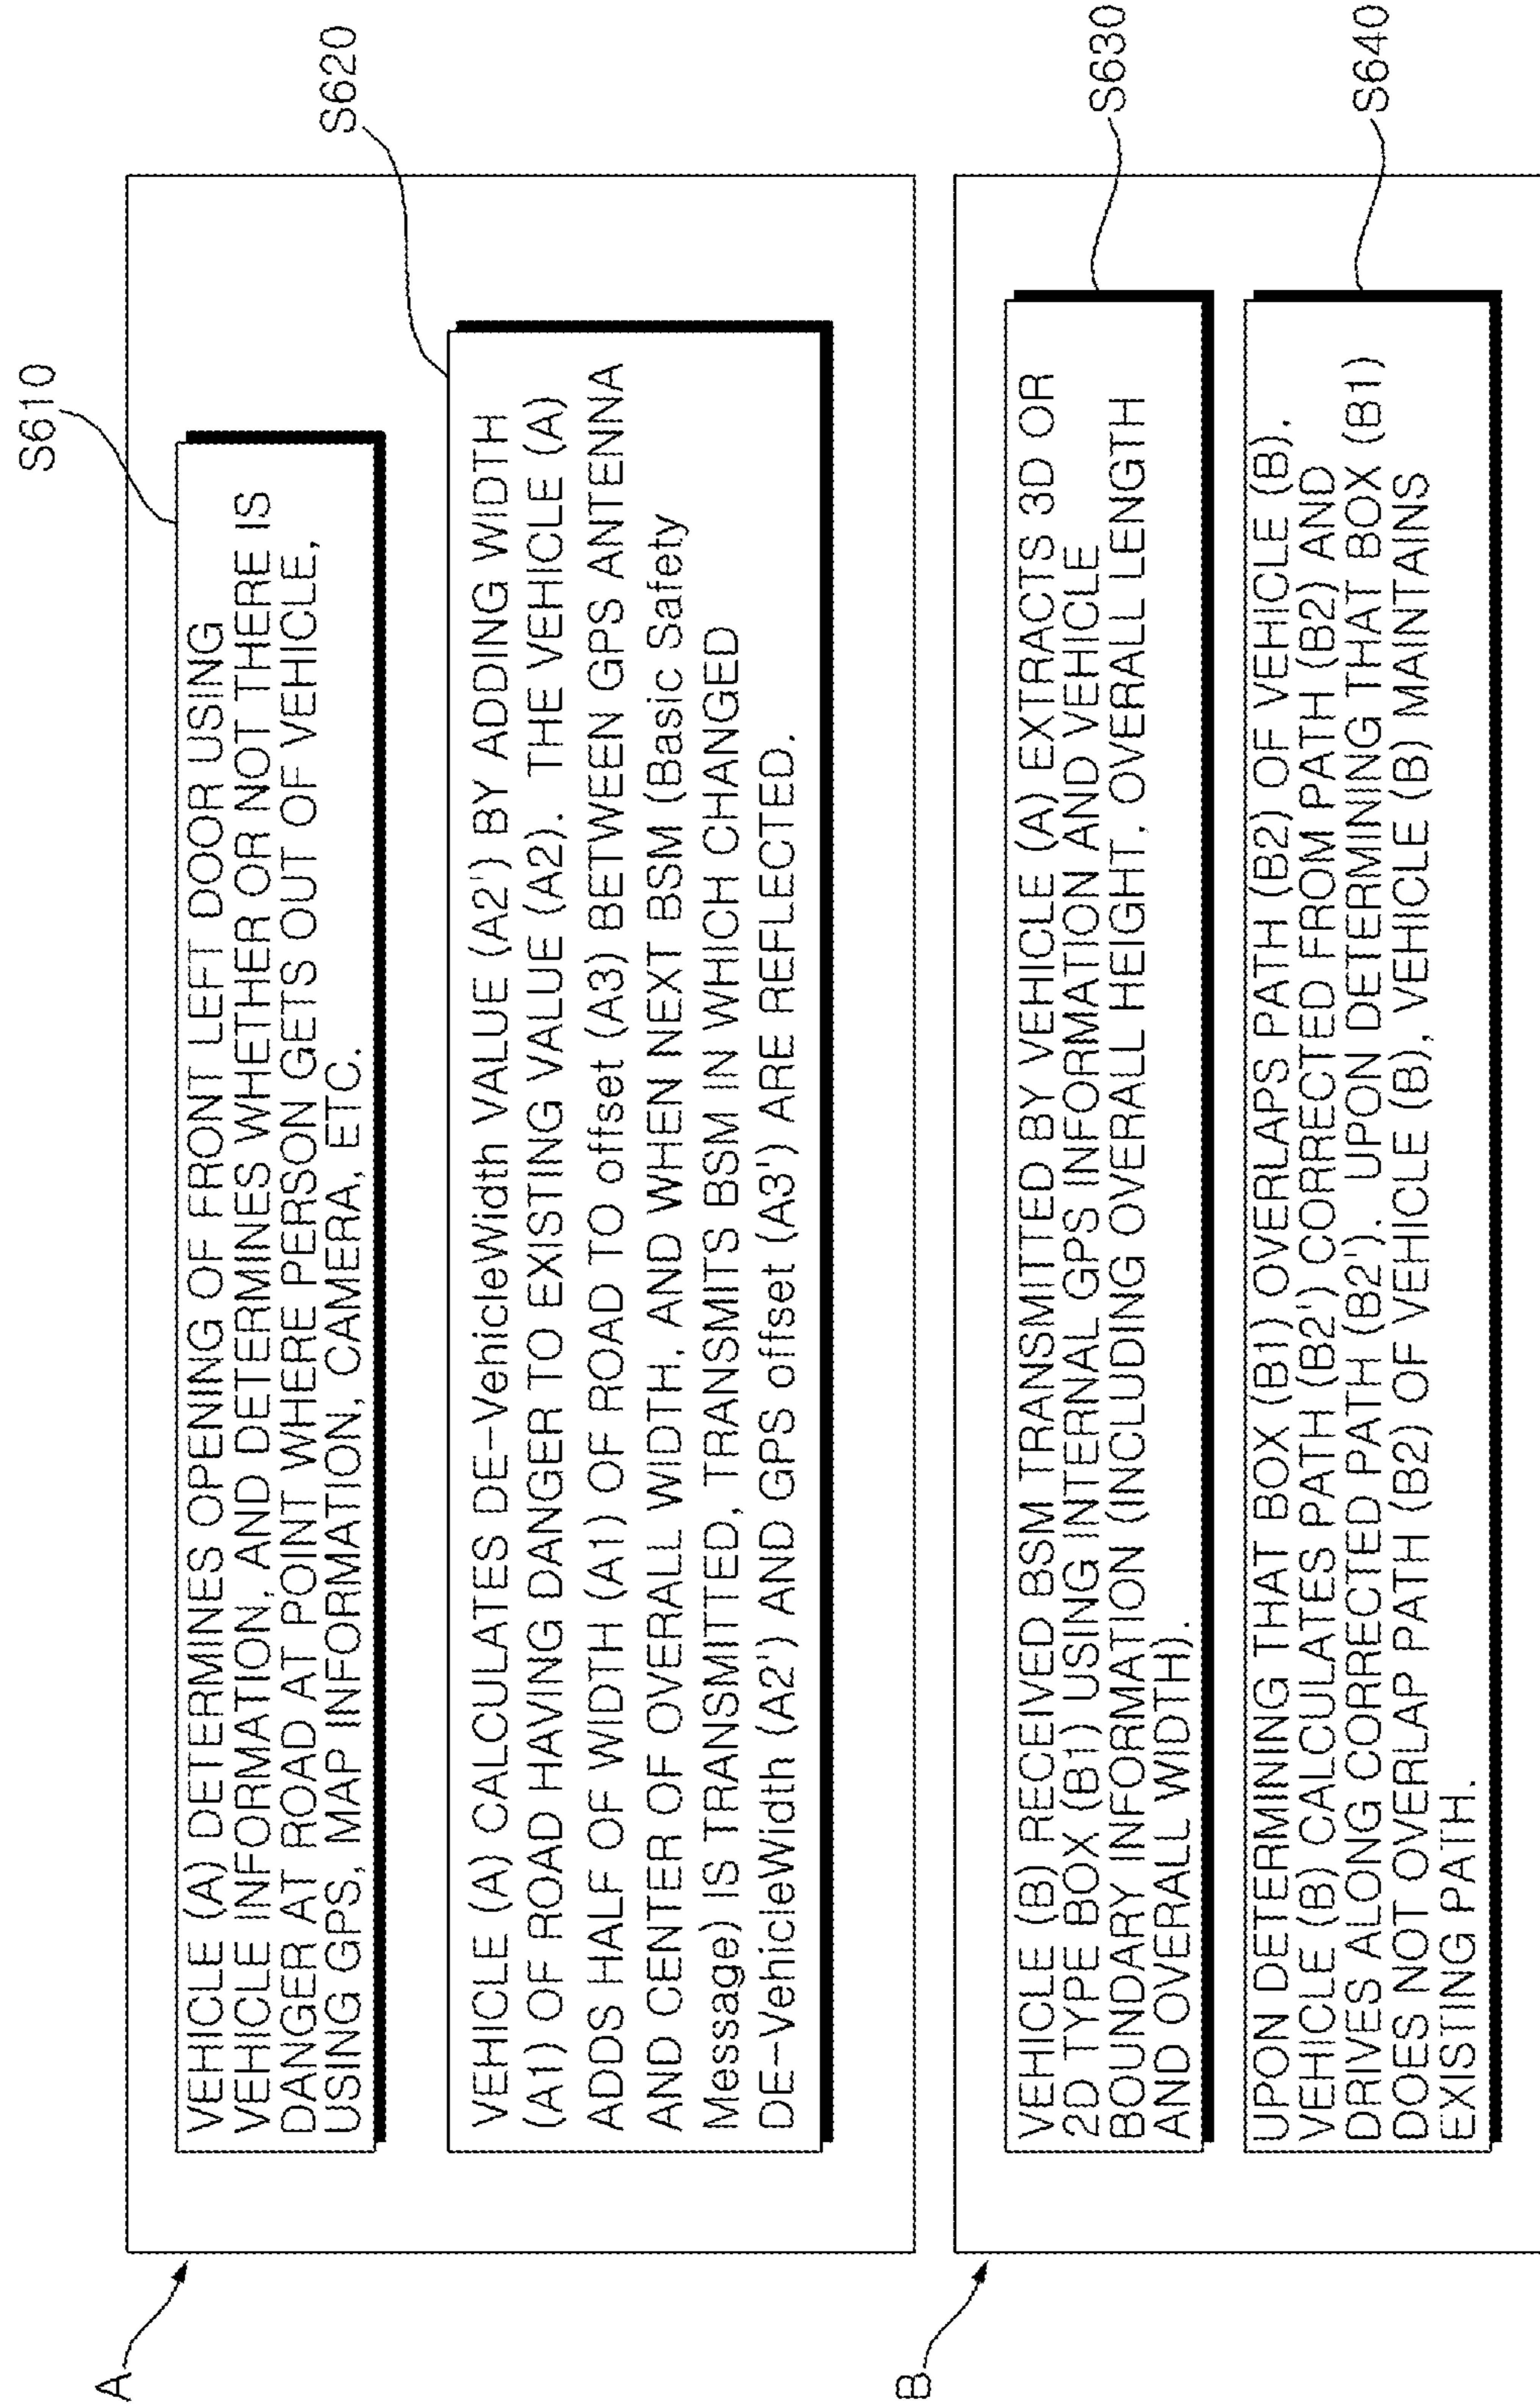 A
S610
VEHICLE (A) DETERMINES OPENING OF FRONT LEFT DOOR USING
VEHICLE INFORMATION, AND DETERMINES WHETHER OR NOT THERE IS
DANGER AT ROAD AT POINT WHERE PERSON GETS OUT OF VEHICLE,
USING GPS, MAP INFORMATION, CAMERA, ETC.
S620
VEHICLE (A) CALCULATES DE-VehicleWidth VALUE (A2') BY ADDING WIDTH
(A1) OF ROAD HAVING DANGER TO EXISTING VALUE (A2). THE VEHICLE (A)
ADDS HALF OF WIDTH (A1) OF ROAD TO offset (A3) BETWEEN GPS ANTENNA
AND CENTER OF OVERALL WIDTH, AND WHEN NEXT BSM (Basic Safety
Message) IS TRANSMITTED, TRANSMITS BSM IN WHICH CHANGED
DE-VehicleWidth (A2') AND GPS offset (A3') ARE REFLECTED.
B
S630
VEHICLE (B) RECEIVED BSM TRANSMITTED BY VEHICLE (A) EXTRACTS 3D OR
2D TYPE BOX (B1) USING INTERNAL GPS INFORMATION AND VEHICLE
BOUNDARY INFORMATION (INCLUDING OVERALL HEIGHT, OVERALL LENGTH
AND OVERALL WIDTH).
S640
UPON DETERMINING THAT BOX (B1) OVERLAPS PATH (B2) OF VEHICLE (B),
VEHICLE (B) CALCULATES PATH (B2') CORRECTED FROM PATH (B2) AND
DRIVES ALONG CORRECTED PATH (B2'). UPON DETERMINING THAT BOX (B1)
DOES NOT OVERLAP PATH (B2) OF VEHICLE (B), VEHICLE (B) MAINTAINS
EXISTING PATH.